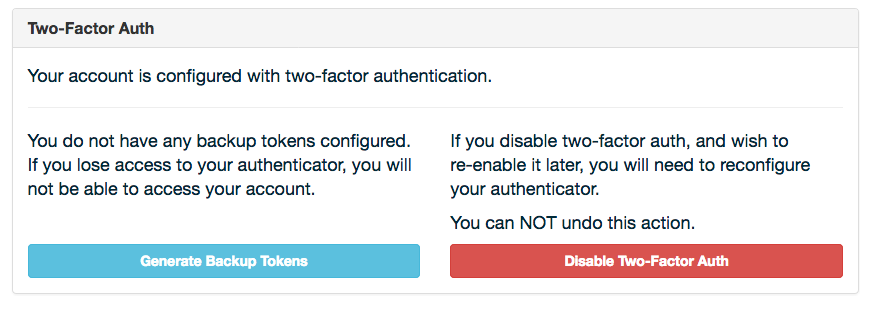 Two-Factor Auth
Your account is configured with two-factor authentication.
You do not have any backup tokens configured.
If you lose access to your authenticator, you will
not be able to access your account.
Generate Backup Tokens
If you disable two-factor auth, and wish to
re-enable it later, you will need to reconfigure
your authenticator.
You can NOT undo this action.
Disable Two-Factor Auth